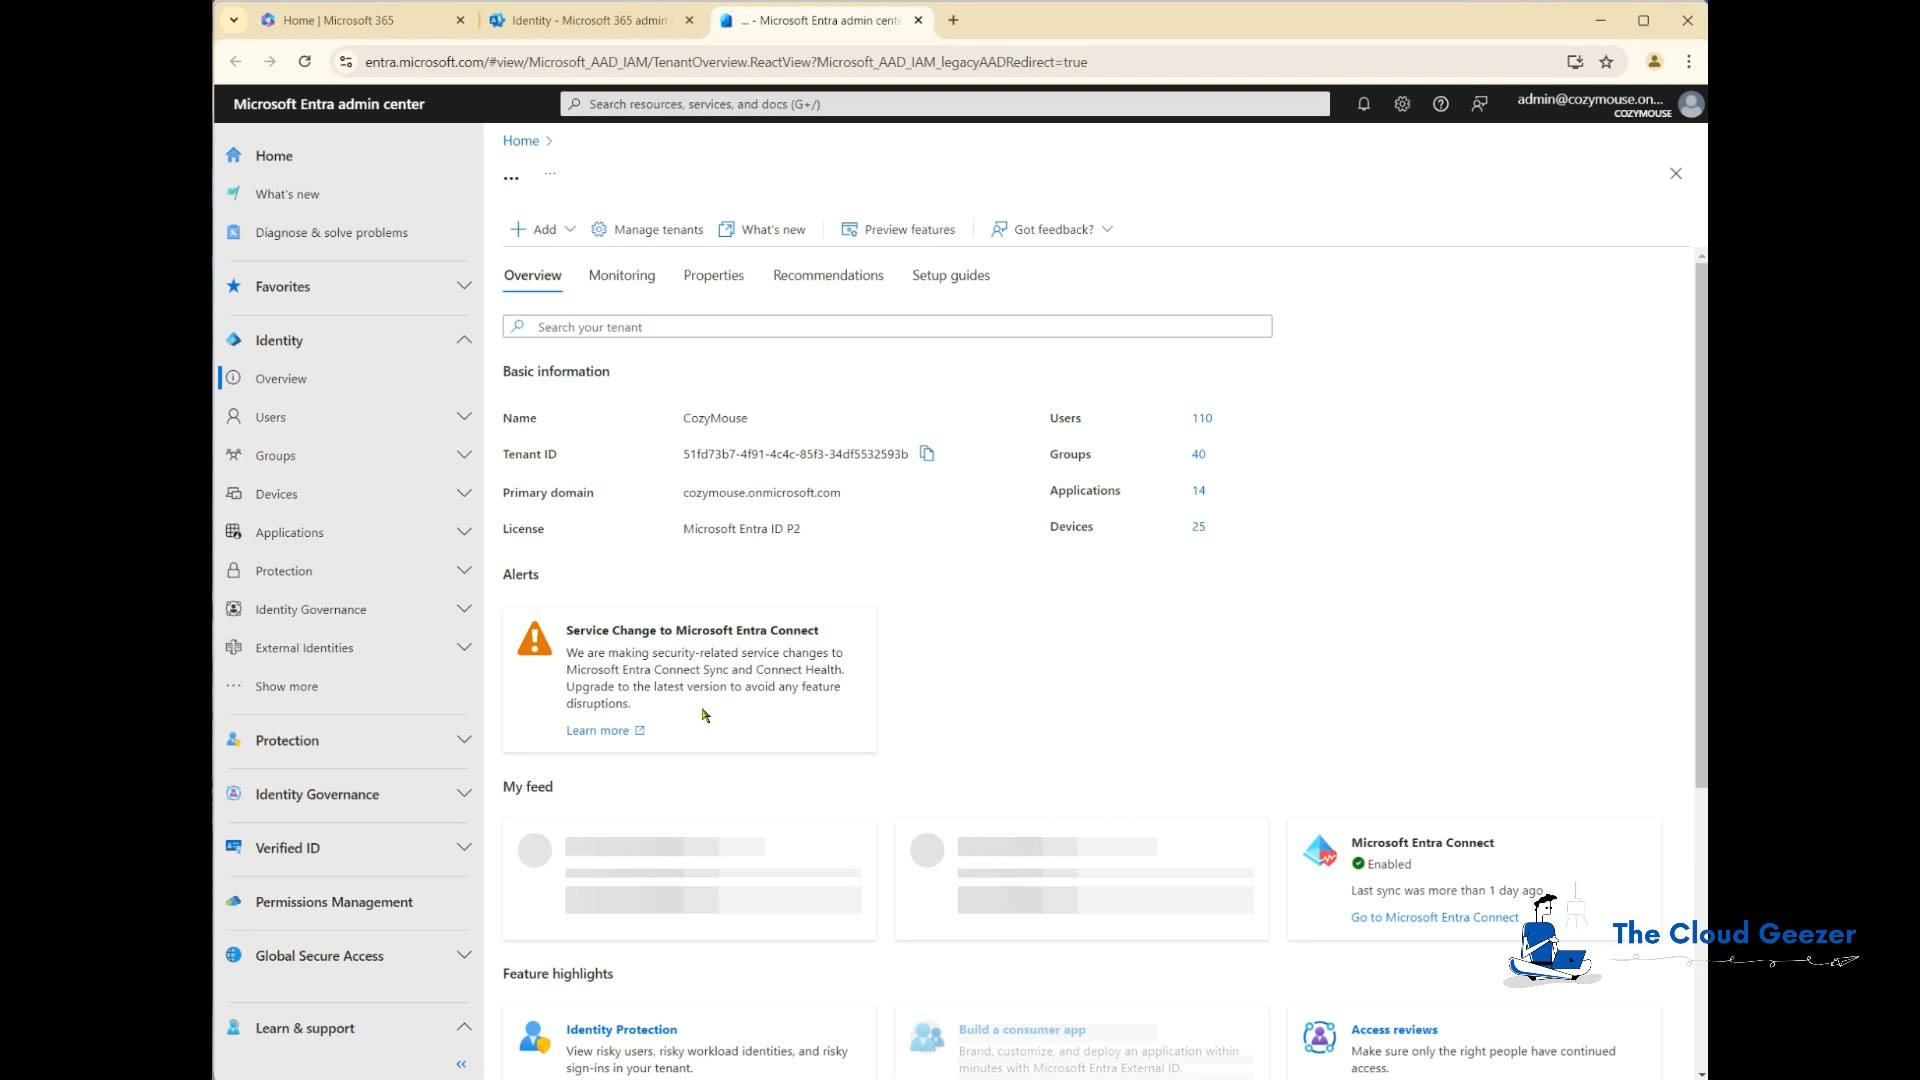 Home | Microsoft 365
Identity - Microsoft 365 admin
... - Microsoft Entra admin cente
entra.microsoft.com/#view/Microsoft_AAD_IAM/TenantOverview.ReactView?Microsoft_AAD_IAM_legacyAADRedirect=true
Microsoft Entra admin center
Search resources, services, and docs (G+/)
admin@cozymouse.on...
COZYMOUSE
Home
What's new
Diagnose & solve problems
Favorites
Identity
Overview
Users
Groups
Devices
Applications
Protection
Identity Governance
External Identities
Show more
Protection
Identity Governance
Verified ID
Permissions Management
Global Secure Access
Learn & support
Home >
...
...
Add
Manage tenants
What's new
Preview features
Got feedback?
Overview
Monitoring
Properties
Recommendations
Setup guides
Search your tenant
Basic information
Name CozyMouse
Tenant ID 51fd73b7-4f91-4c4c-85f3-34df5532593b
Primary domain cozymouse.onmicrosoft.com
License Microsoft Entra ID P2
Users 110
Groups 40
Applications 14
Devices 25
Alerts
Service Change to Microsoft Entra Connect
We are making security-related service changes to
Microsoft Entra Connect Sync and Connect Health.
Upgrade to the latest version to avoid any feature
disruptions.
Learn more
My feed
Microsoft Entra Connect
Enabled
Last sync was more than 1 day ago
Go to Microsoft Entra Connect
The Cloud Geezer
Feature highlights
Identity Protection
View risky users, risky workload identities, and risky
sign-ins in your tenant.
Build a consumer app
Brand, customize, and deploy an application within
minutes with Microsoft Entra External ID.
Access reviews
Make sure only the right people have continued
access.